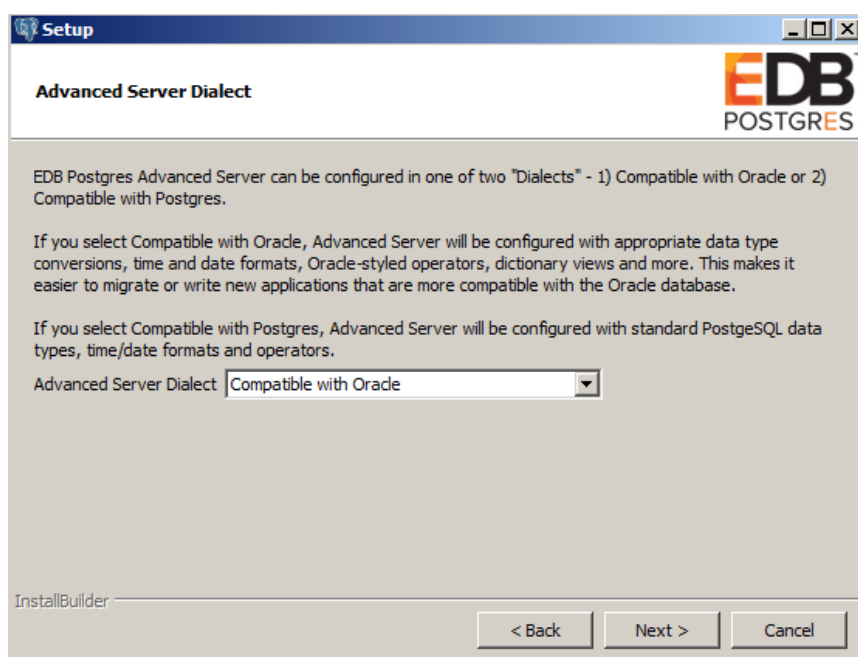 Setup
Advanced Server Dialect
EDB
POSTGRES
EDB Postgres Advanced Server can be configured in one of two "Dialects" - 1) Compatible with Oracle or 2)
Compatible with Postgres.
If you select Compatible with Oracle, Advanced Server will be configured with appropriate data type
conversions, time and date formats, Oracle-styled operators, dictionary views and more. This makes it
easier to migrate or write new applications that are more compatible with the Oracle database.
If you select Compatible with Postgres, Advanced Server will be configured with standard PostgeSQL data
types, time/date formats and operators.
Advanced Server Dialect Compatible with Oracle
InstallBuilder
< Back Next > Cancel